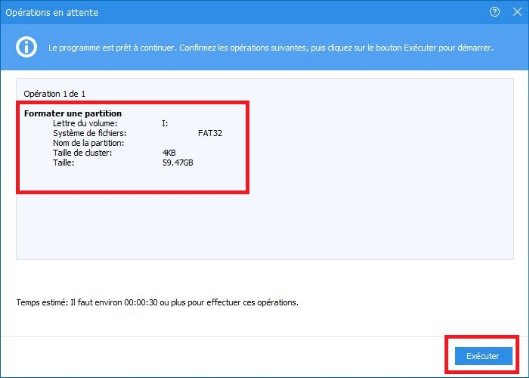 Opérations en attente
Le programme est prêt à continuer. Confirmez les opérations suivantes, puis cliquez sur le bouton Exécuter pour démarrer.
Opération 1 de 1
Formater une partition
Lettre du volume: I:
Système de fichiers: FAT32
Nom de la partition:
Taille de cluster: 4KB
Taille: 59.47GB
Temps estimé: Il faut environ 00:00:30 ou plus pour effectuer ces opérations.
Exécuter